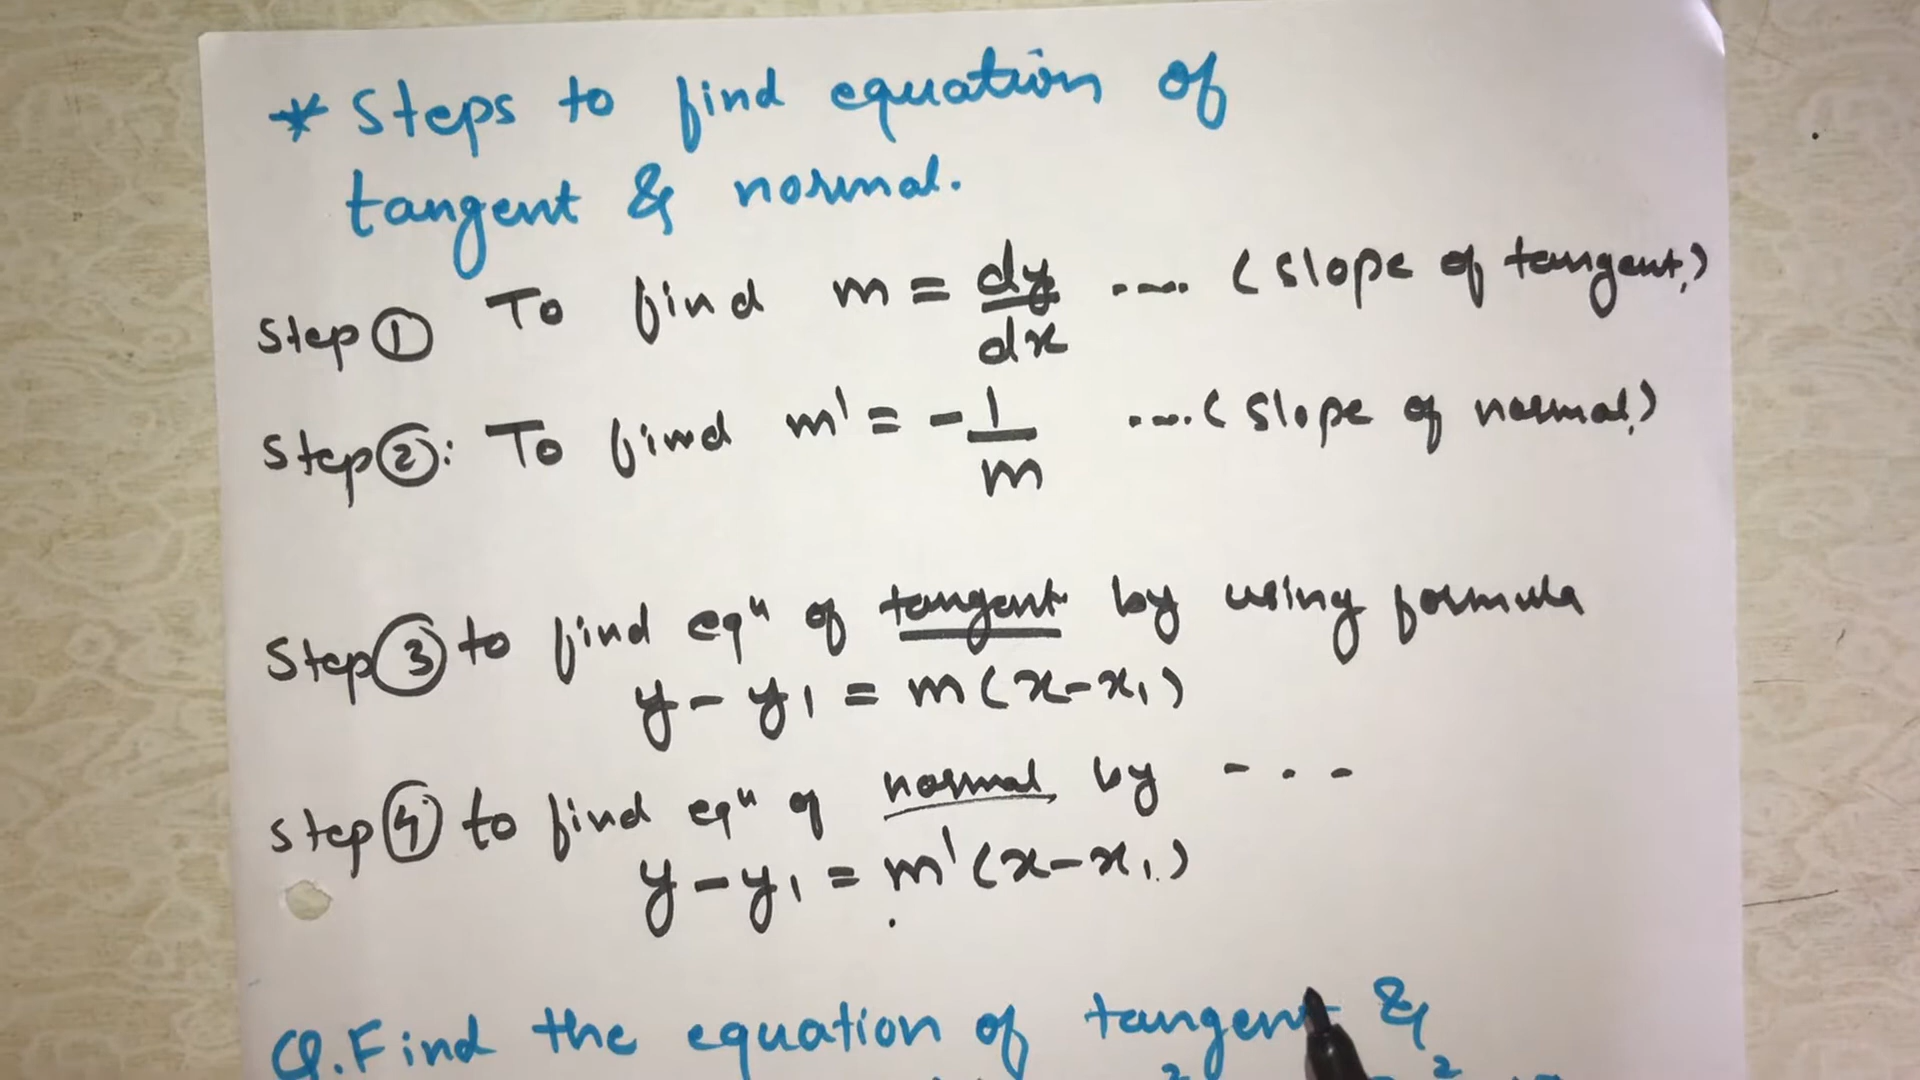 * Steps to find equation of
tangent & normal.
Step ① To find m = dy/dx ..... (slope of tangent)
Step ②: To find m' = -1/m ....(slope of normal)
Step ③ to find eqⁿ of tangent by using formula
y - y₁ = m(x-x₁)
Step ④ to find eqⁿ of normal by - . . -
y - y₁ = m'(x-x₁)
Q. Find the equation of tangent &